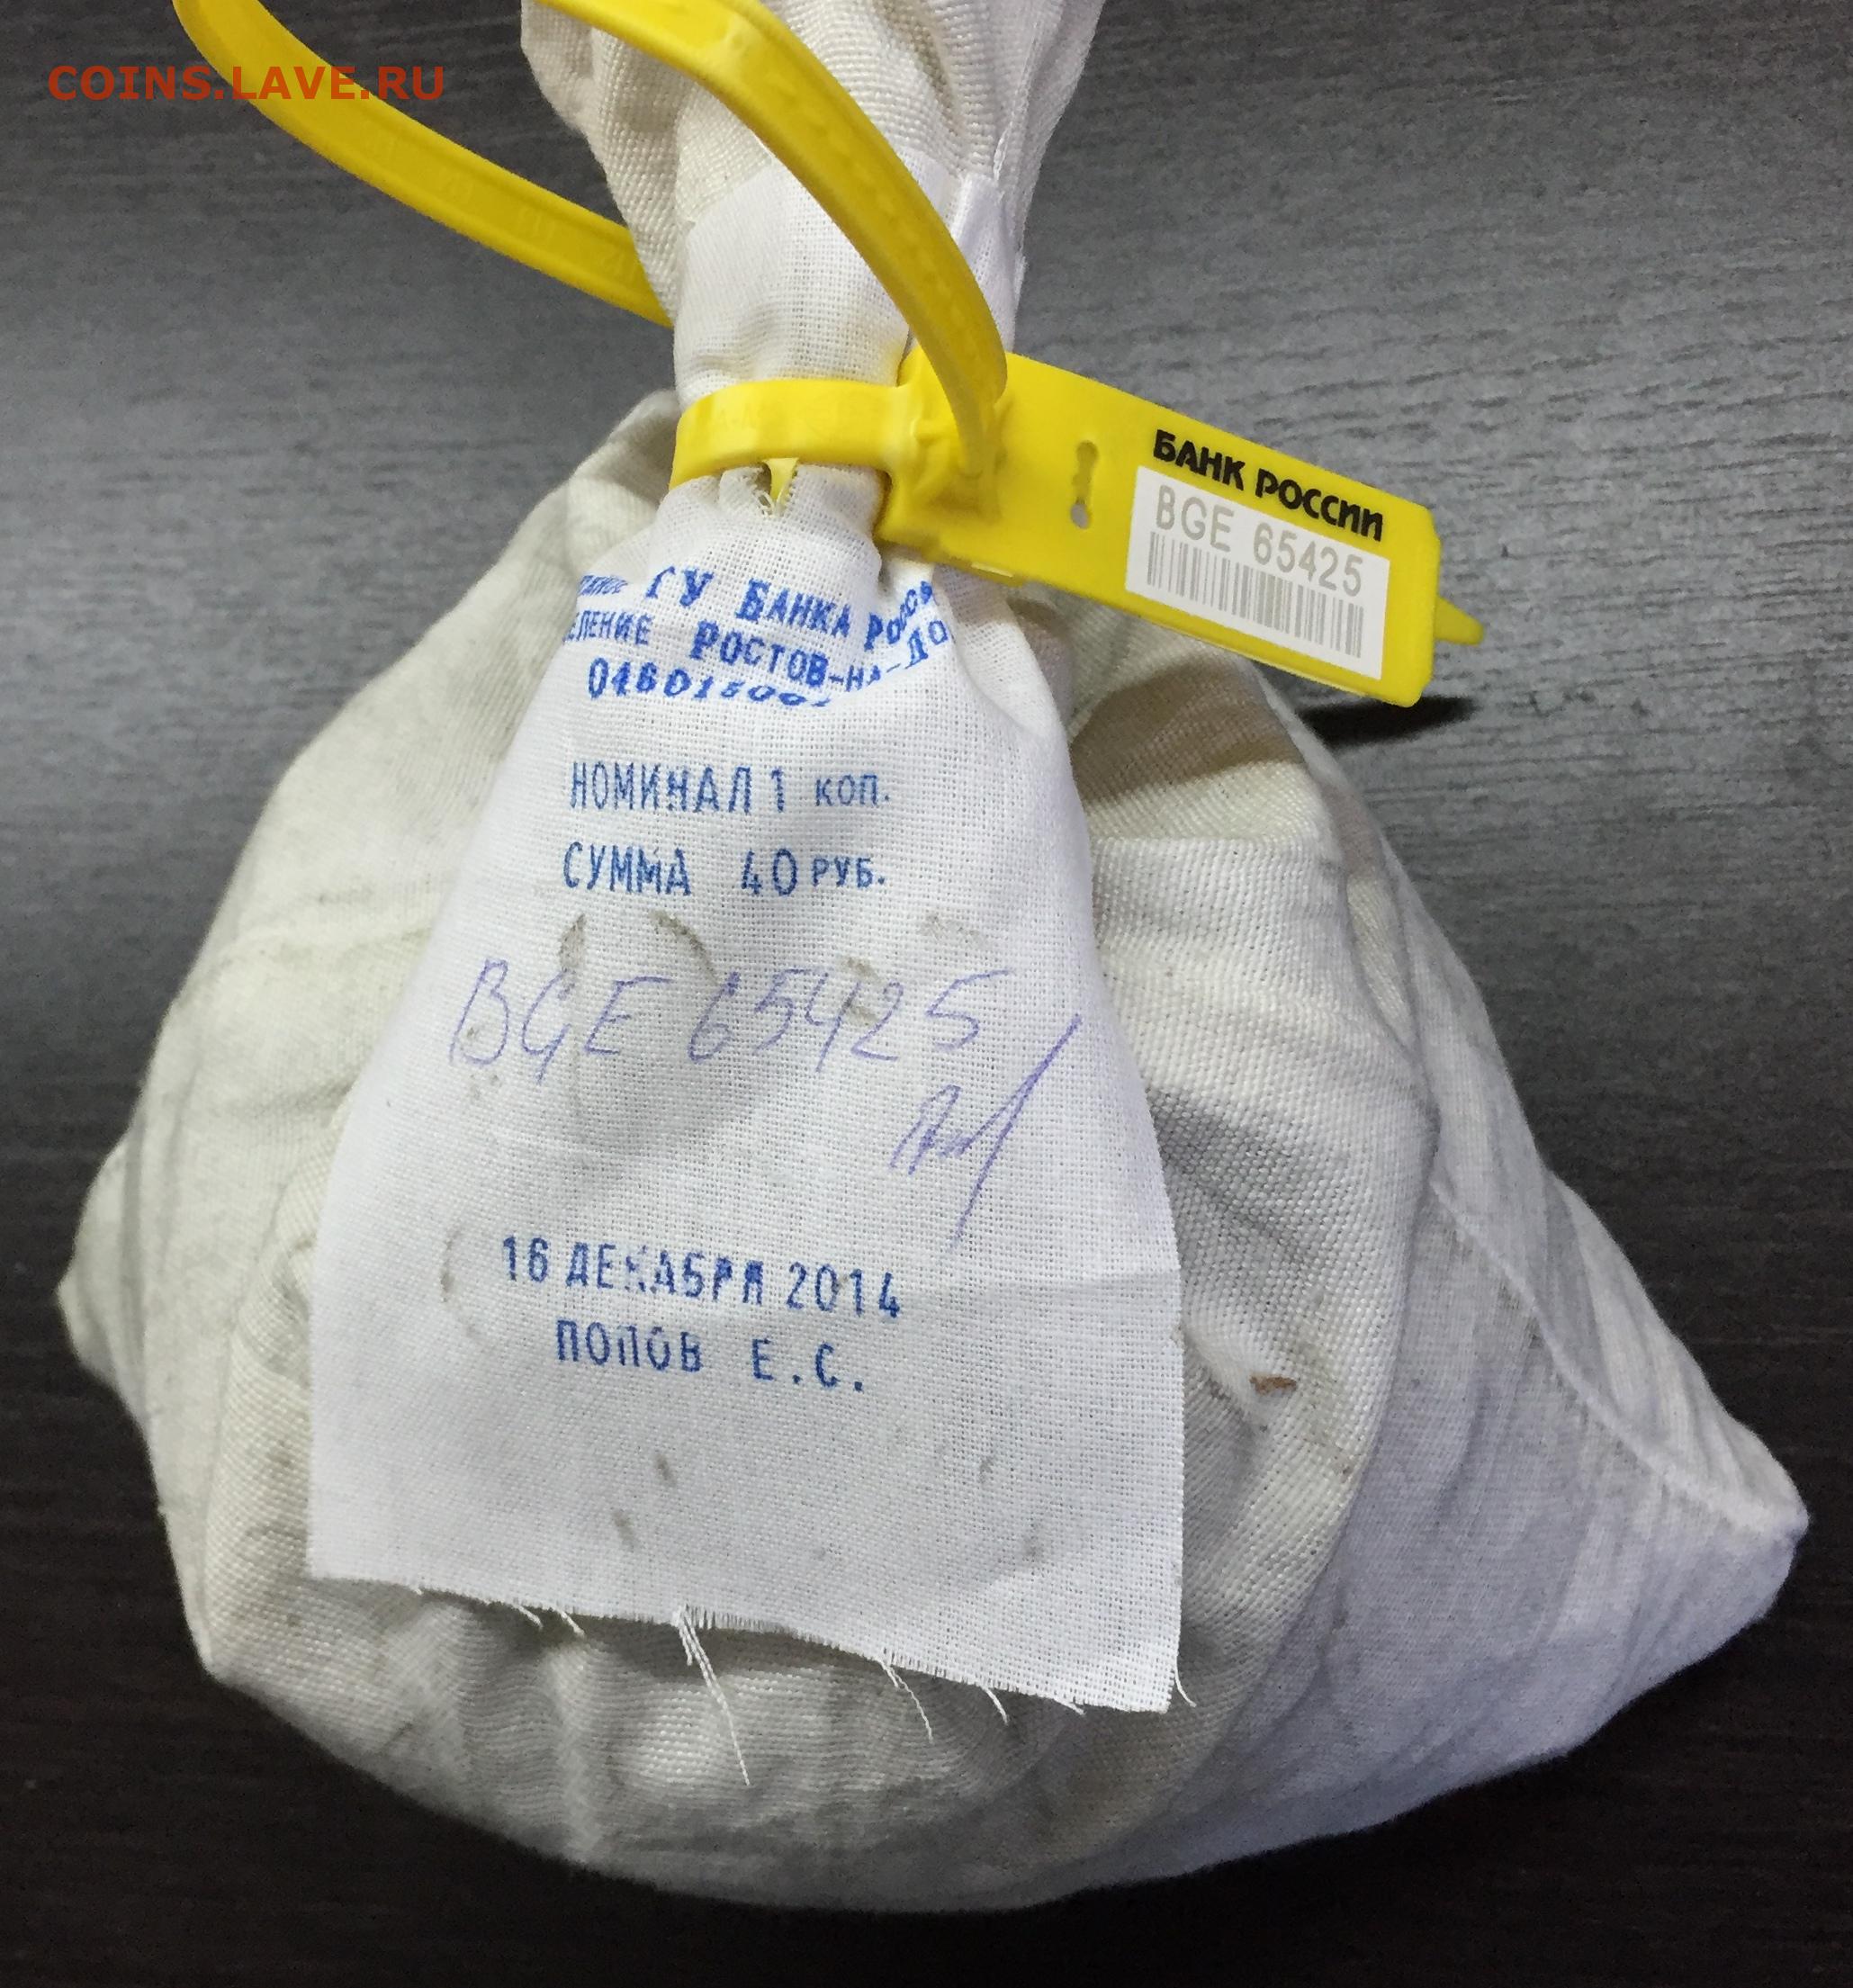 COINS.LAVE.RU
БАНК РОССИИ
BGE 65425
ГУ БАНКА
РОСТОВ-НА-ДО
НОМИНАЛ 1 КОП.
СУММА 40 РУБ.
BGE 65425
16 ДЕКАБРЯ 2014
ПОПОВ Е.С.